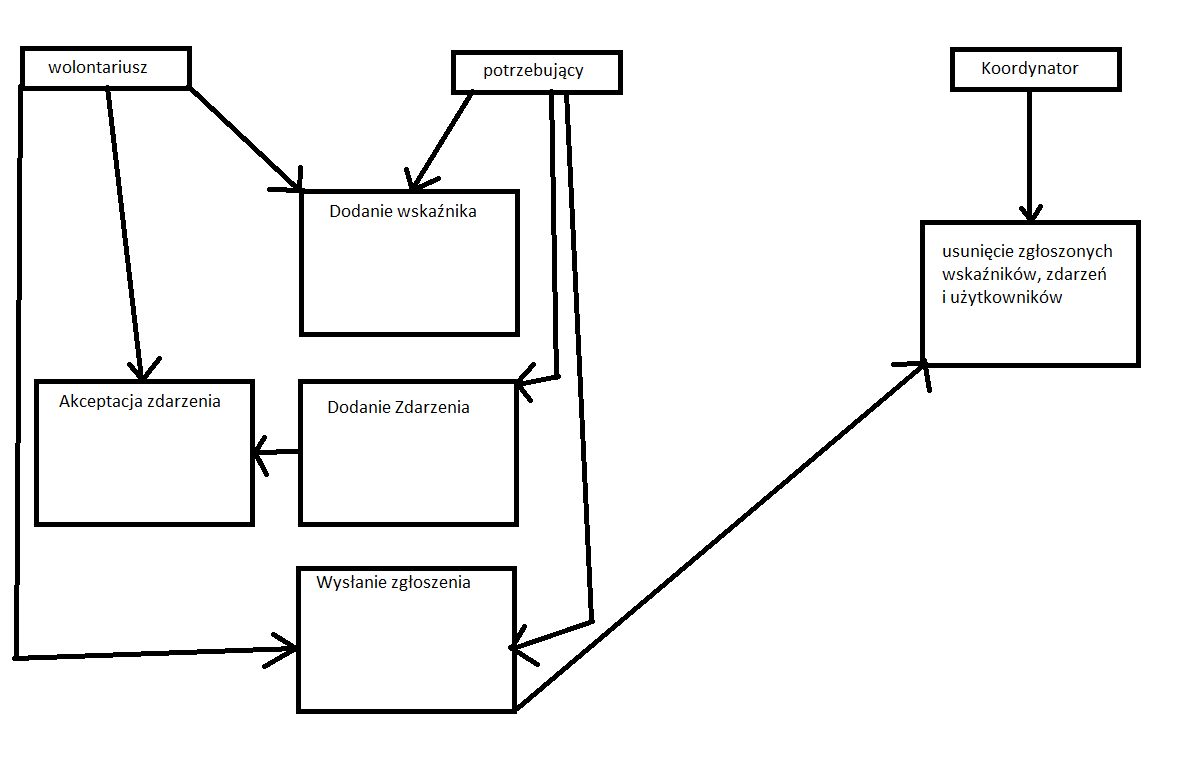 wolontariusz
potrzebujący
Koordynator
Dodanie wskaźnika
usunięcie zgłoszonych
wskaźników, zdarzeń
i użytkowników
Akceptacja zdarzenia
Dodanie Zdarzenia
Wysłanie zgłoszenia